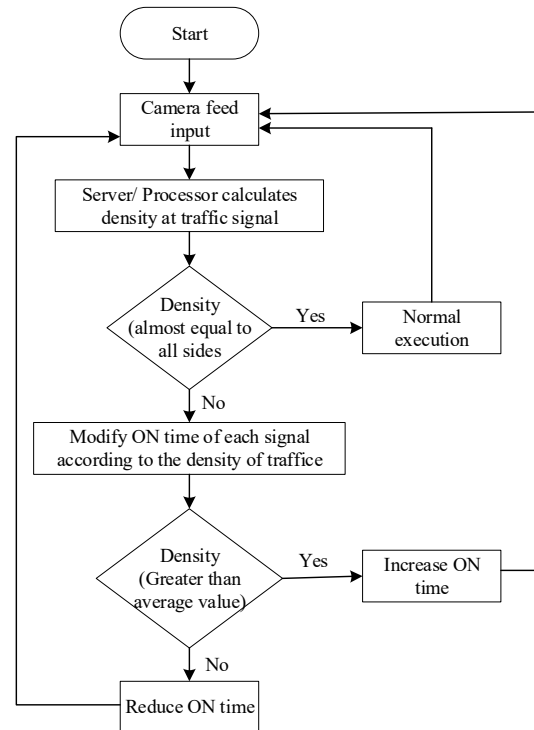 Start
Camera feed
input
Server/ Processor calculates
density at traffic signal
Density
(almost equal to
all sides
Yes
Normal
execution
No
Modify ON time of each signal
according to the density of traffice
Density
(Greater than
average value)
Yes
Increase ON
time
No
Reduce ON time